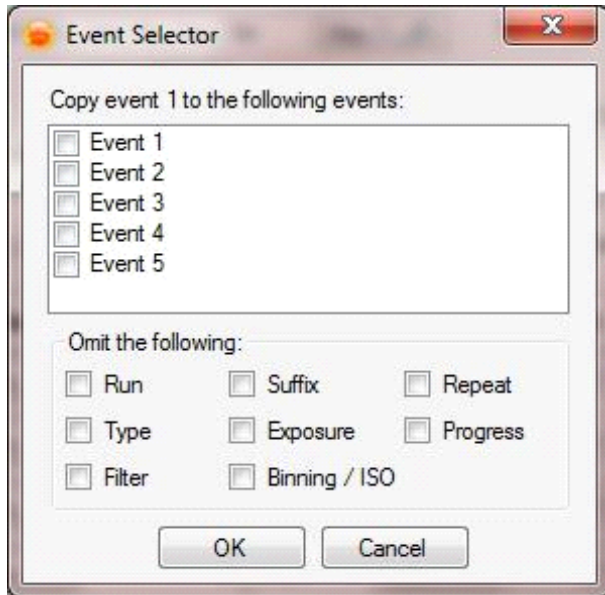 Event Selector
Copy event 1 to the following events:
Event 1
Event 2
Event 3
Event 4
Event 5
Omit the following:
Run Suffix Repeat
Type Exposure Progress
Filter Binning / ISO
OK Cancel